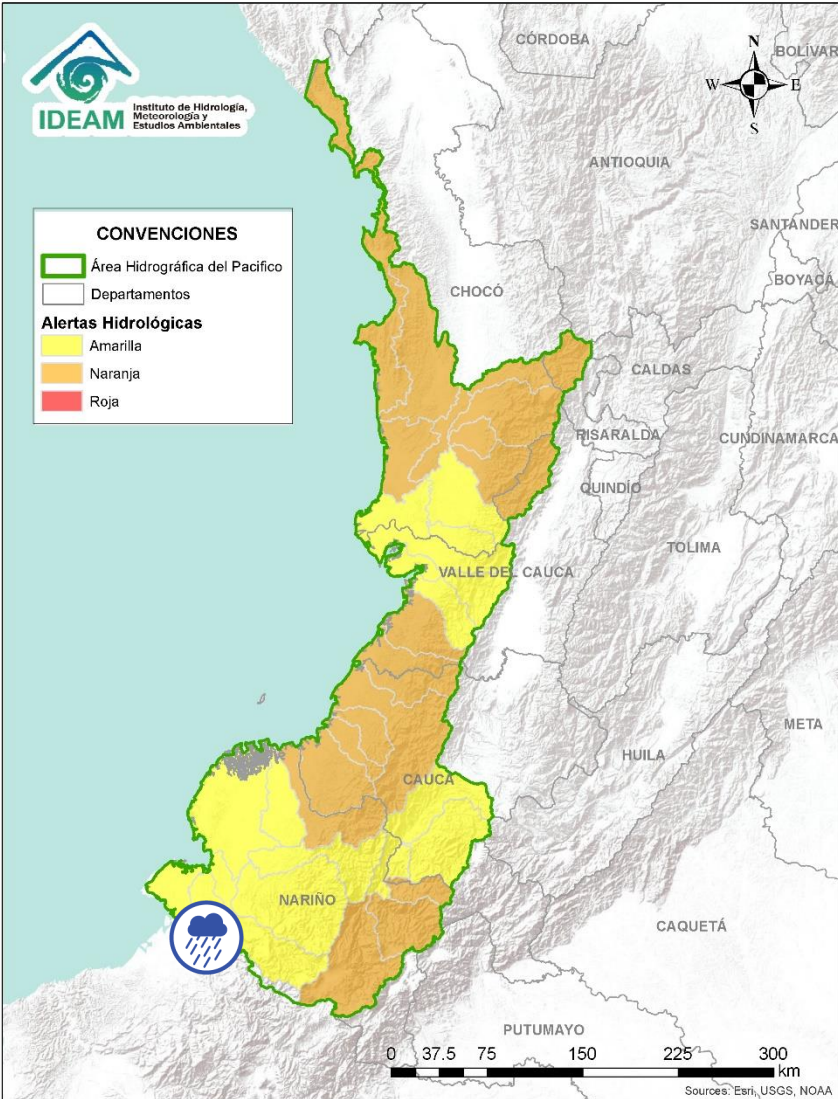 IDEAM
Instituto de Hidrología,
Meteorología y
Estudios Ambientales
CONVENCIONES
Área Hidrográfica del Pacifico
Departamentos
Alertas Hidrológicas
Amarilla
Naranja
Roja
N
W
E
S
CÓRDOBA
BOLÍVAR
ANTIOQUIA
SANTANDER
BOYACÁ
CHOCÓ
CALDAS
RISARALDA
CUNDINAMARCA
QUINDÍO
TOLIMA
VALLE DEL CAUCA
META
HUILA
CAUCA
NARIÑO
CAQUETÁ
PUTUMAYO
0 37.5 75 150 225 300
km
Sources: Esri, USGS, NOAA